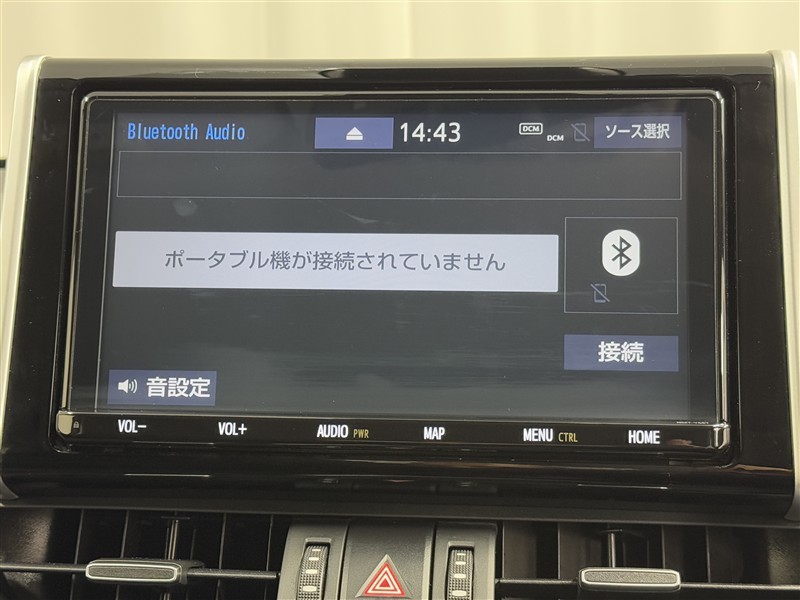 Bluetooth Audio
14:43
DCM
DCM
ソース選択
ポータブル機が接続されていません
接続
音設定
VOL−
VOL+
AUDIO PWR
MAP
MENU CTRL
HOME